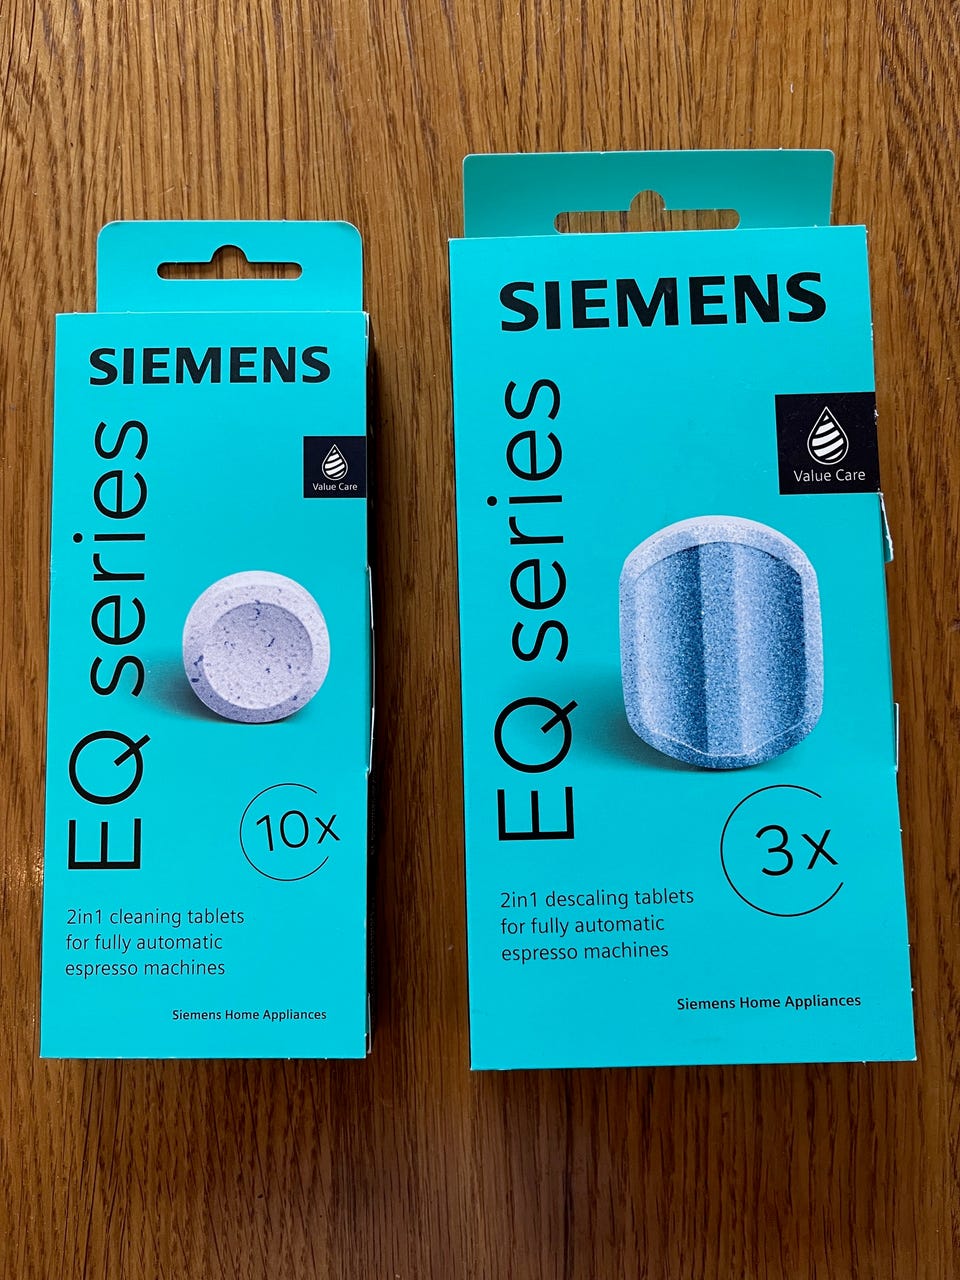 SIEMENS
EQ series
Value Care
10x
2in1 cleaning tablets
for fully automatic
espresso machines
Siemens Home Appliances
SIEMENS
EQ series
Value Care
3x
2in1 descaling tablets
for fully automatic
espresso machines
Siemens Home Appliances